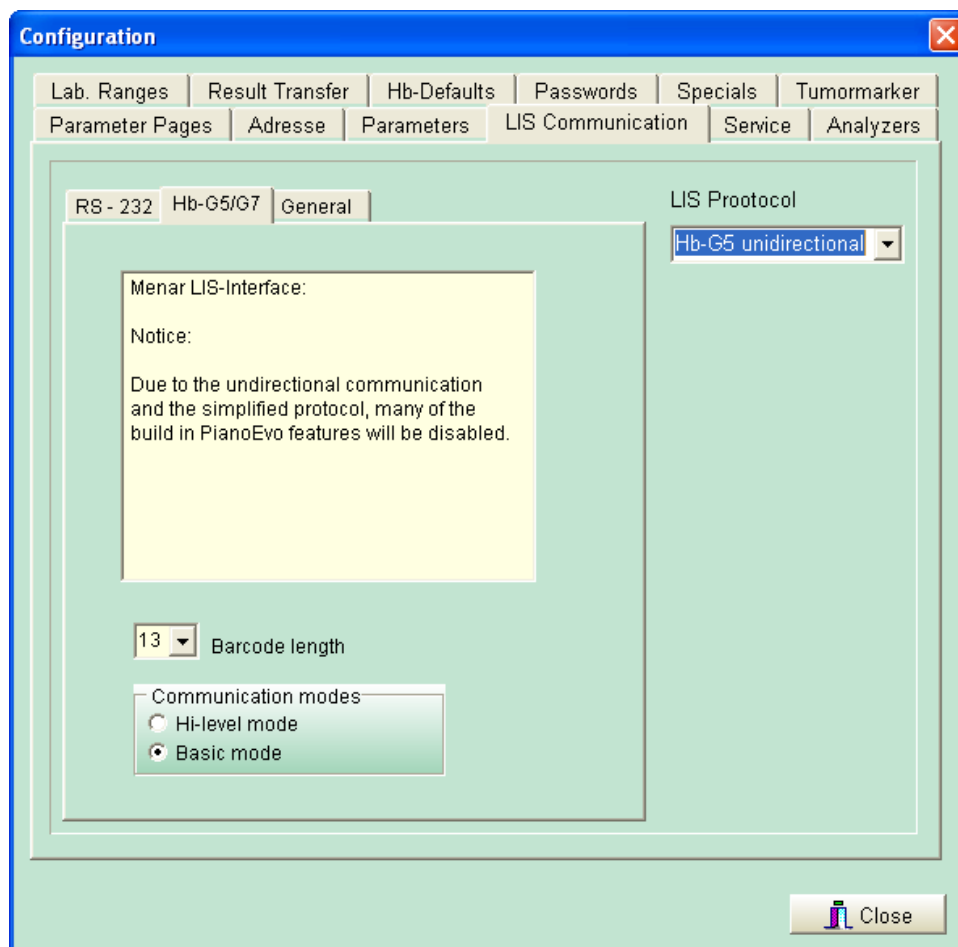 Configuration
Lab. Ranges
Result Transfer
Hb-Defaults
Passwords
Specials
Tumormarker
Parameter Pages
Adresse
Parameters
LIS Communication
Service
Analyzers
RS - 232
Hb-G5/G7
General
LIS Prootocol
Hb-G5 unidirectional
Menar LIS-Interface:
Notice:
Due to the undirectional communication
and the simplified protocol, many of the
build in PianoEvo features will be disabled.
13
Barcode length
Communication modes
Hi-level mode
Basic mode
Close